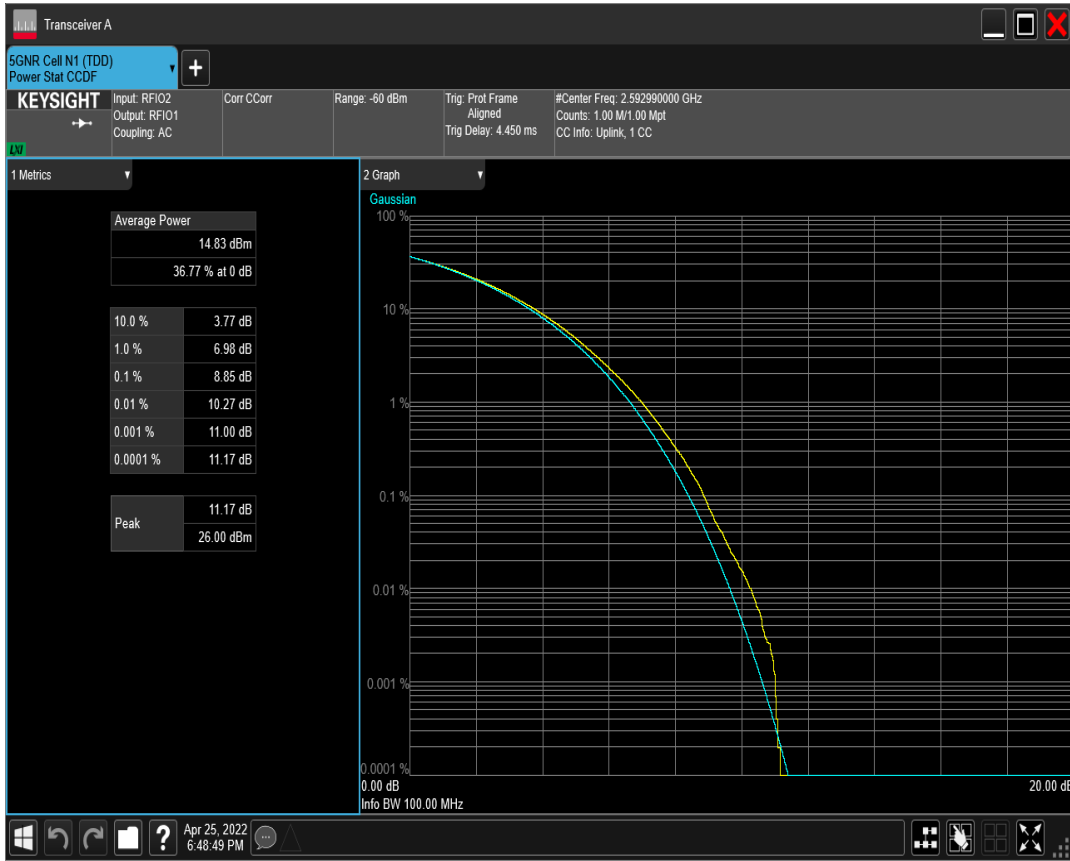 Transceiver A
5GNR Cell N1 (TDD)
Power Stat CCDF
+
KEYSIGHT
LXI
Input: RFIO2
Output: RFIO1
Coupling: AC
Corr CCorr
Range: -60 dBm
Trig: Prot Frame
Aligned
Trig Delay: 4.450 ms
#Center Freq: 2.592990000 GHz
Counts: 1.00 M/1.00 Mpt
CC Info: Uplink, 1 CC
1 Metrics
Average Power
14.83 dBm
36.77 % at 0 dB
10.0 % 3.77 dB
1.0 % 6.98 dB
0.1 % 8.85 dB
0.01 % 10.27 dB
0.001 % 11.00 dB
0.0001 % 11.17 dB
Peak
11.17 dB
26.00 dBm
2 Graph
Gaussian
100 %
10 %
1 %
0.1 %
0.01 %
0.001 %
0.0001 %
0.00 dB
20.00 dB
Info BW 100.00 MHz
?
Apr 25, 2022
6:48:49 PM